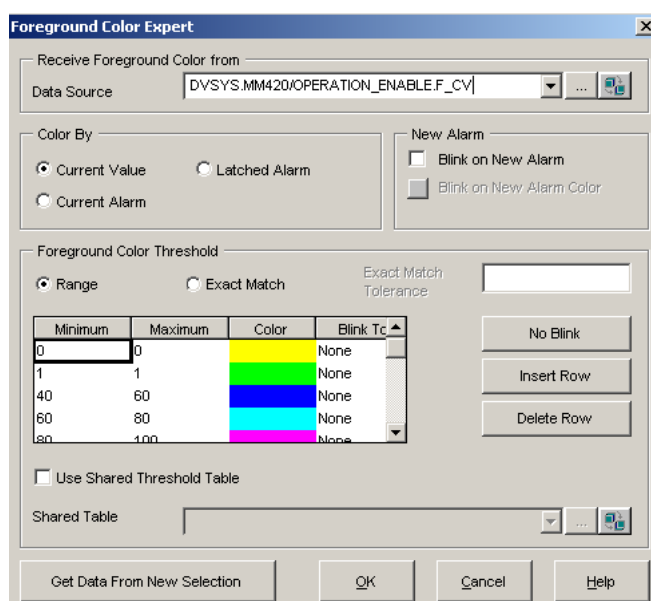 Foreground Color Expert
Receive Foreground Color from
Data Source DVSYS.MM420/OPERATION_ENABLE.F_CV ...
Color By
Current Value Latched Alarm
Current Alarm
New Alarm
Blink on New Alarm
Blink on New Alarm Color
Foreground Color Threshold
Range Exact Match Exact Match Tolerance
Minimum Maximum Color Blink To
0 0 None
1 1 None
40 60 None
60 80 None
80 100 None
No Blink
Insert Row
Delete Row
Use Shared Threshold Table
Shared Table ...
Get Data From New Selection OK Cancel Help